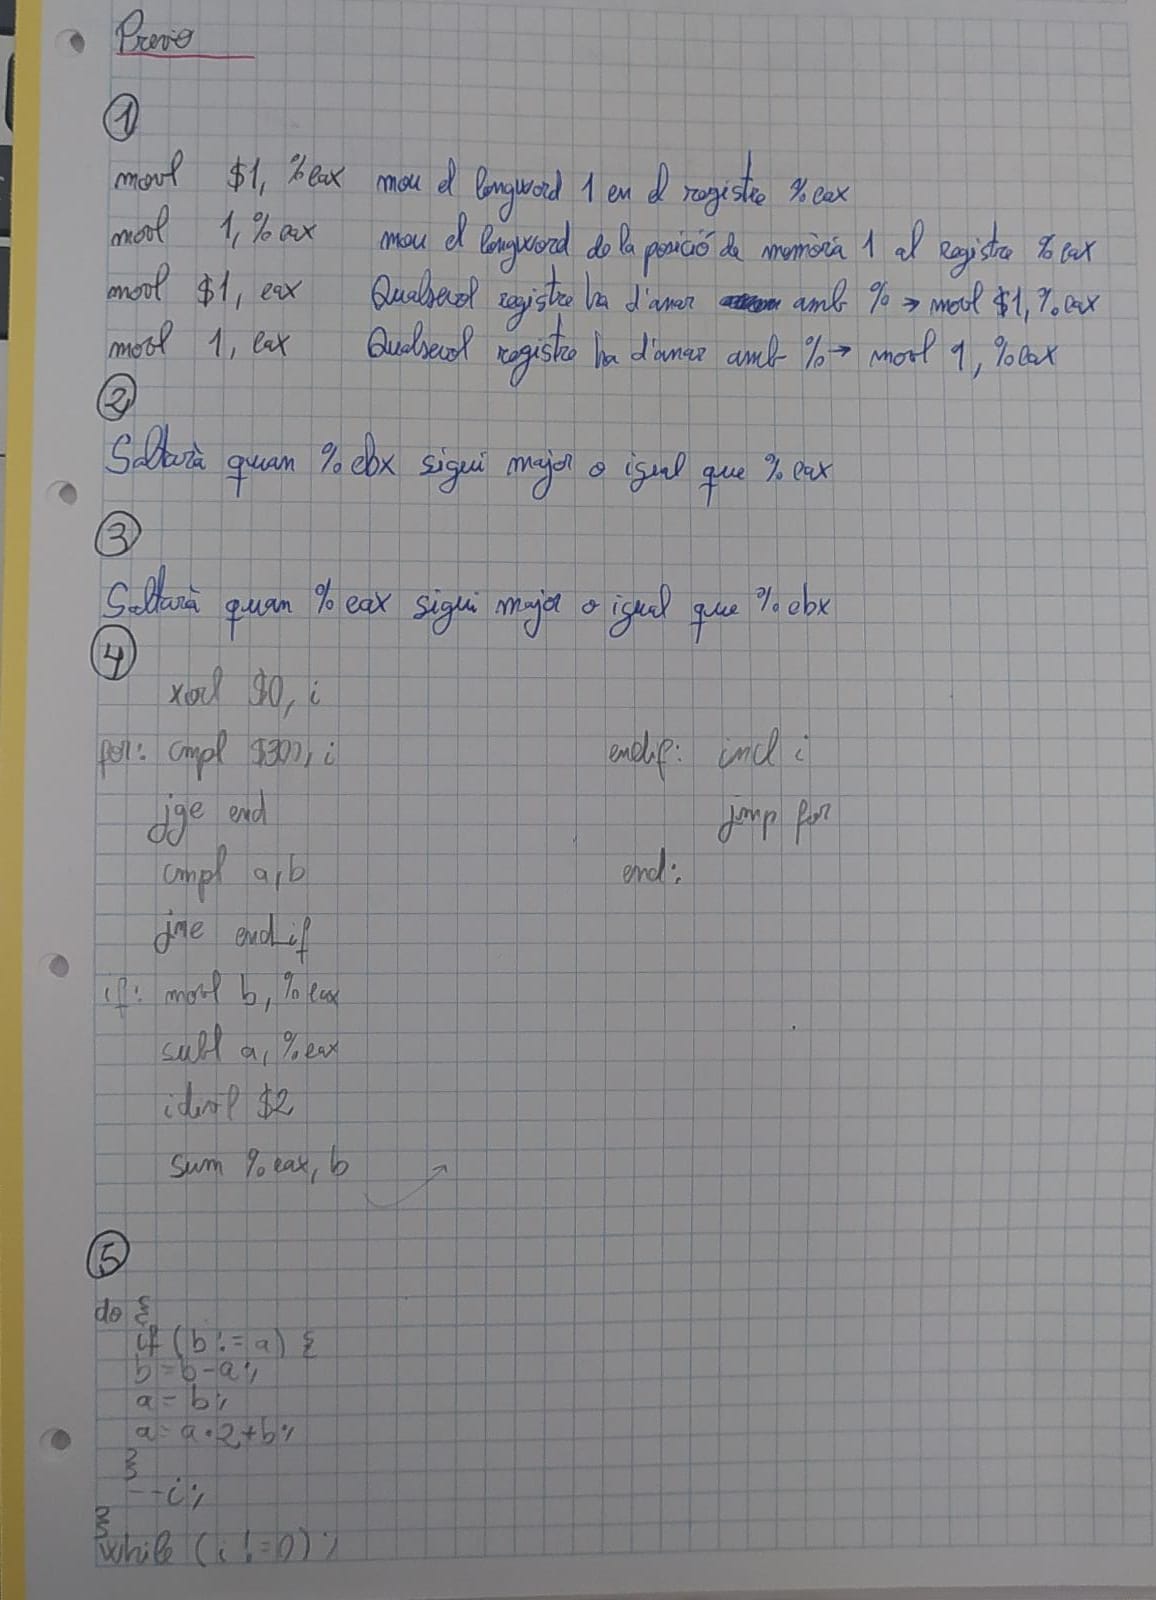 Previo
1
movl $1, %eax mou el longword 1 en el registre %eax
movl 1, %eax mou el longword de la posició de memòria 1 al registre %eax
movl $1, eax Qualsevol registre ha d'anar amb % → movl $1, %eax
movl 1, eax Qualsevol registre ha d'anar amb % → movl 1, %eax
2
Saltarà quan %ebx sigui major o igual que %eax
3
Saltarà quan %eax sigui major o igual que %ebx
4
xorl $0, i
for: cmpl $300, i
jge end
cmpl a, b
jne endif
if: movl b, %eax
subl a, %eax
idivl $2
sum %eax, b
endif: incl i
jmp for
end:
5
do {
if (b != a) {
b = b-a;
a = b;
a = a·2+b;
}
--i;
}
while (i != 0);